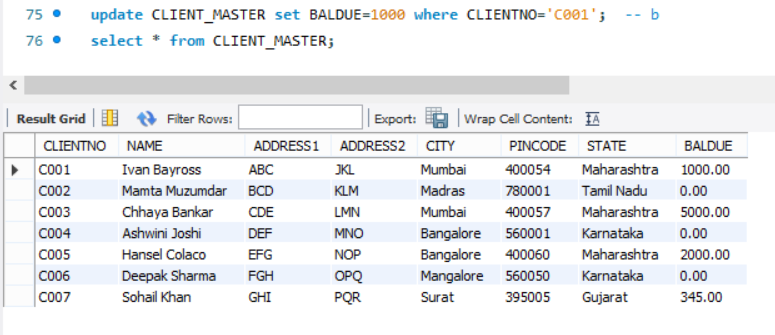 75 update CLIENT_MASTER set BALDUE=1000 where CLIENTNO='C001'; -- b
76 select * from CLIENT_MASTER;
Result Grid Filter Rows: Export: Wrap Cell Content:
CLIENTNO NAME ADDRESS1 ADDRESS2 CITY PINCODE STATE BALDUE
C001 Ivan Bayross ABC JKL Mumbai 400054 Maharashtra 1000.00
C002 Mamta Muzumdar BCD KLM Madras 780001 Tamil Nadu 0.00
C003 Chhaya Bankar CDE LMN Mumbai 400057 Maharashtra 5000.00
C004 Ashwini Joshi DEF MNO Bangalore 560001 Karnataka 0.00
C005 Hansel Colaco EFG NOP Bangalore 400060 Maharashtra 2000.00
C006 Deepak Sharma FGH OPQ Mangalore 560050 Karnataka 0.00
C007 Sohail Khan GHI PQR Surat 395005 Gujarat 345.00